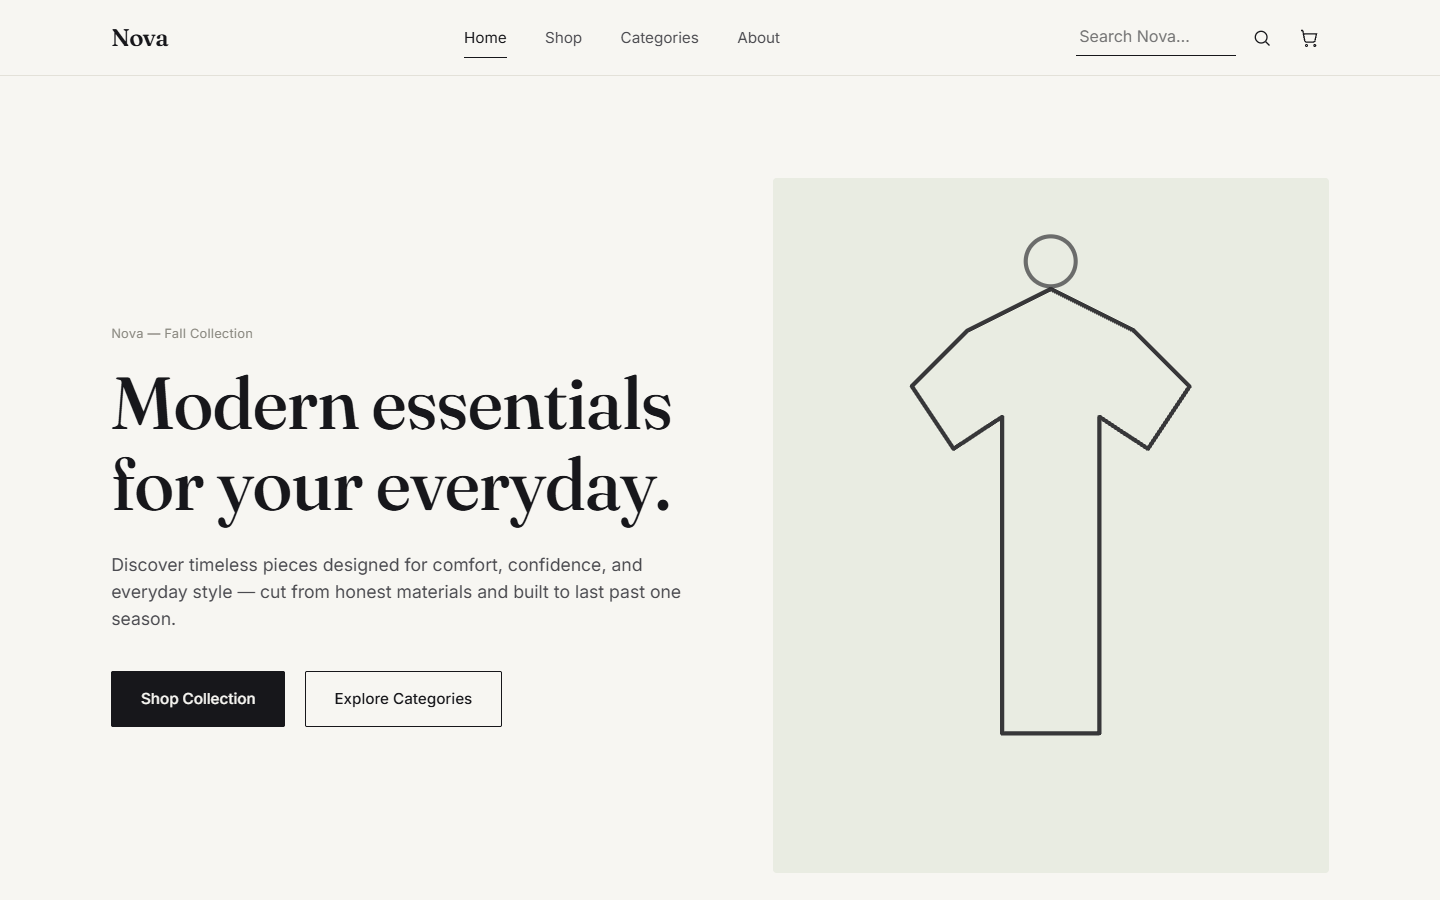 Nova
Home
Shop
Categories
About
Search Nova...
Nova — Fall Collection
Modern essentials
for your everyday.
Discover timeless pieces designed for comfort, confidence, and
everyday style — cut from honest materials and built to last past one
season.
Shop Collection
Explore Categories